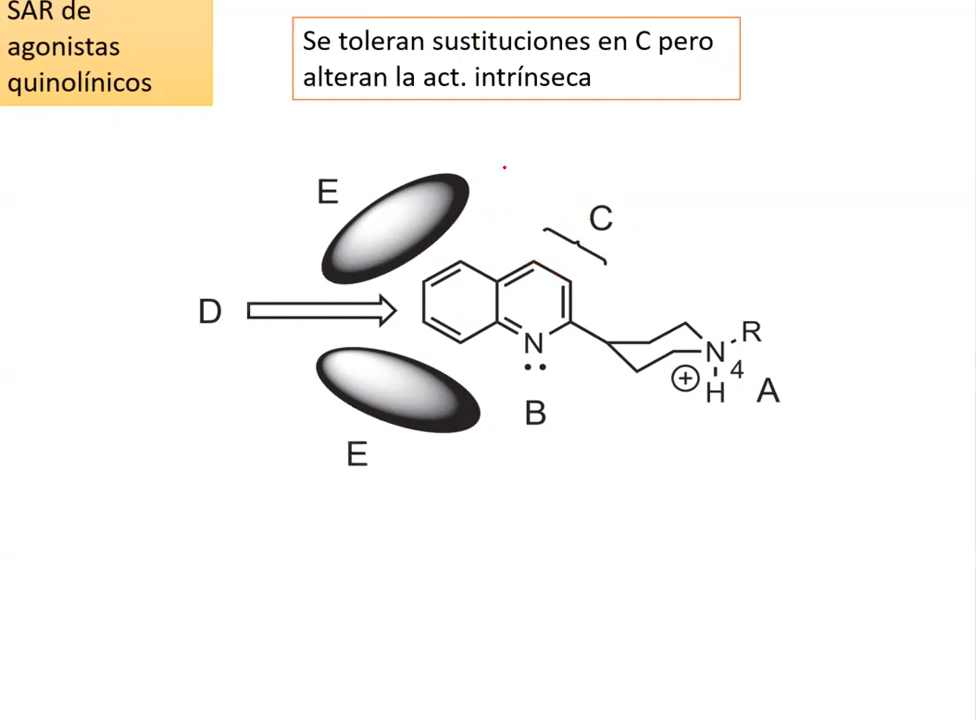 SAR de
agonistas
quinolínicos
Se toleran sustituciones en C pero
alteran la act. intrínseca
E
C
D
N
R
N
4
+
H
A
B
E